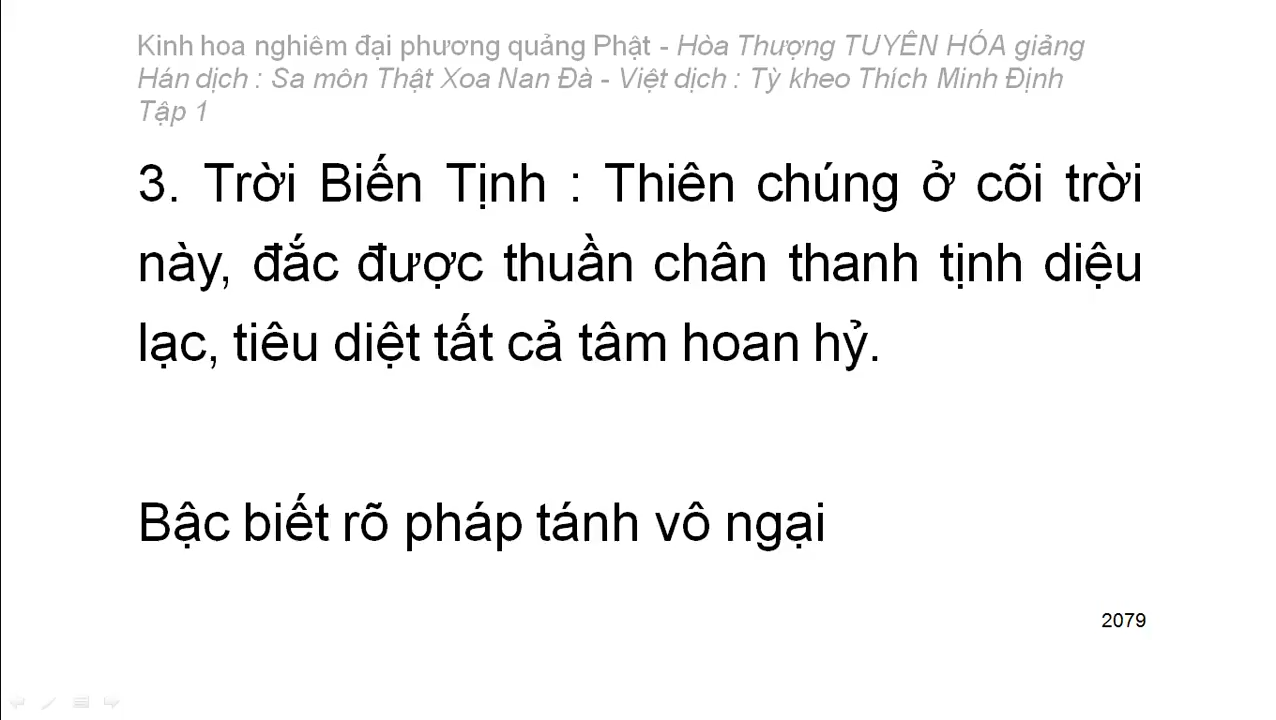 Kinh hoa nghiêm đại phương quảng Phật - Hòa Thượng TUYÊN HÓA giảng
Hán dịch : Sa môn Thật Xoa Nan Đà - Việt dịch : Tỳ kheo Thích Minh Định
Tập 1
3. Trời Biến Tịnh : Thiên chúng ở cõi trời
này, đắc được thuần chân thanh tịnh diệu
lạc, tiêu diệt tất cả tâm hoan hỷ.
Bậc biết rõ pháp tánh vô ngại
2079